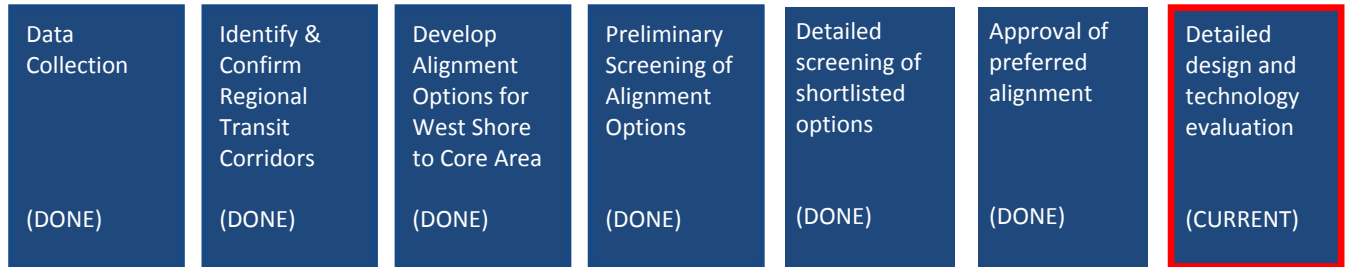 Data
Collection
(DONE)
Identify &
Confirm
Regional
Transit
Corridors
(DONE)
Develop
Alignment
Options for
West Shore
to Core Area
(DONE)
Preliminary
Screening of
Alignment
Options
(DONE)
Detailed
screening of
shortlisted
options
(DONE)
Approval of
preferred
alignment
(DONE)
Detailed
design and
technology
evaluation
(CURRENT)